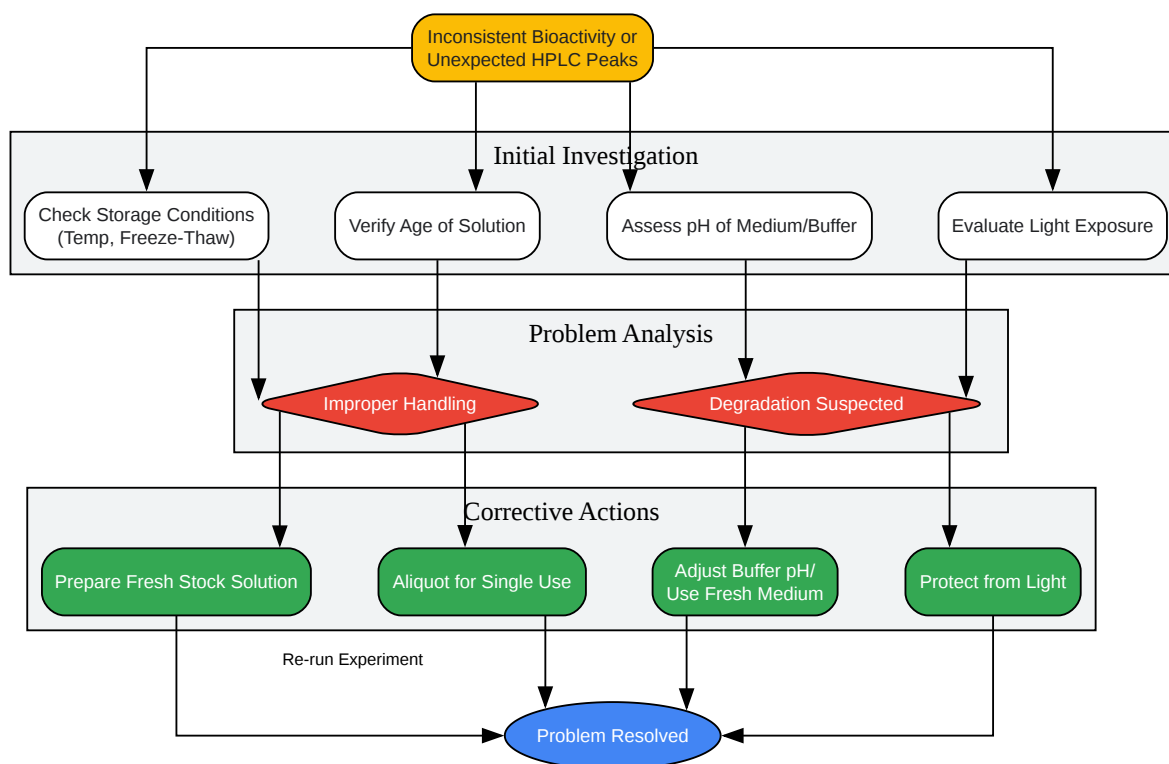 Inconsistent Bioactivity or
Unexpected HPLC Peaks
Initial Investigation
Check Storage Conditions
(Temp, Freeze-Thaw)
Verify Age of Solution
Assess pH of Medium/Buffer
Evaluate Light Exposure
Problem Analysis
Improper Handling
Degradation Suspected
Corrective Actions
Prepare Fresh Stock Solution
Aliquot for Single Use
Adjust Buffer pH/
Use Fresh Medium
Protect from Light
Re-run Experiment
Problem Resolved